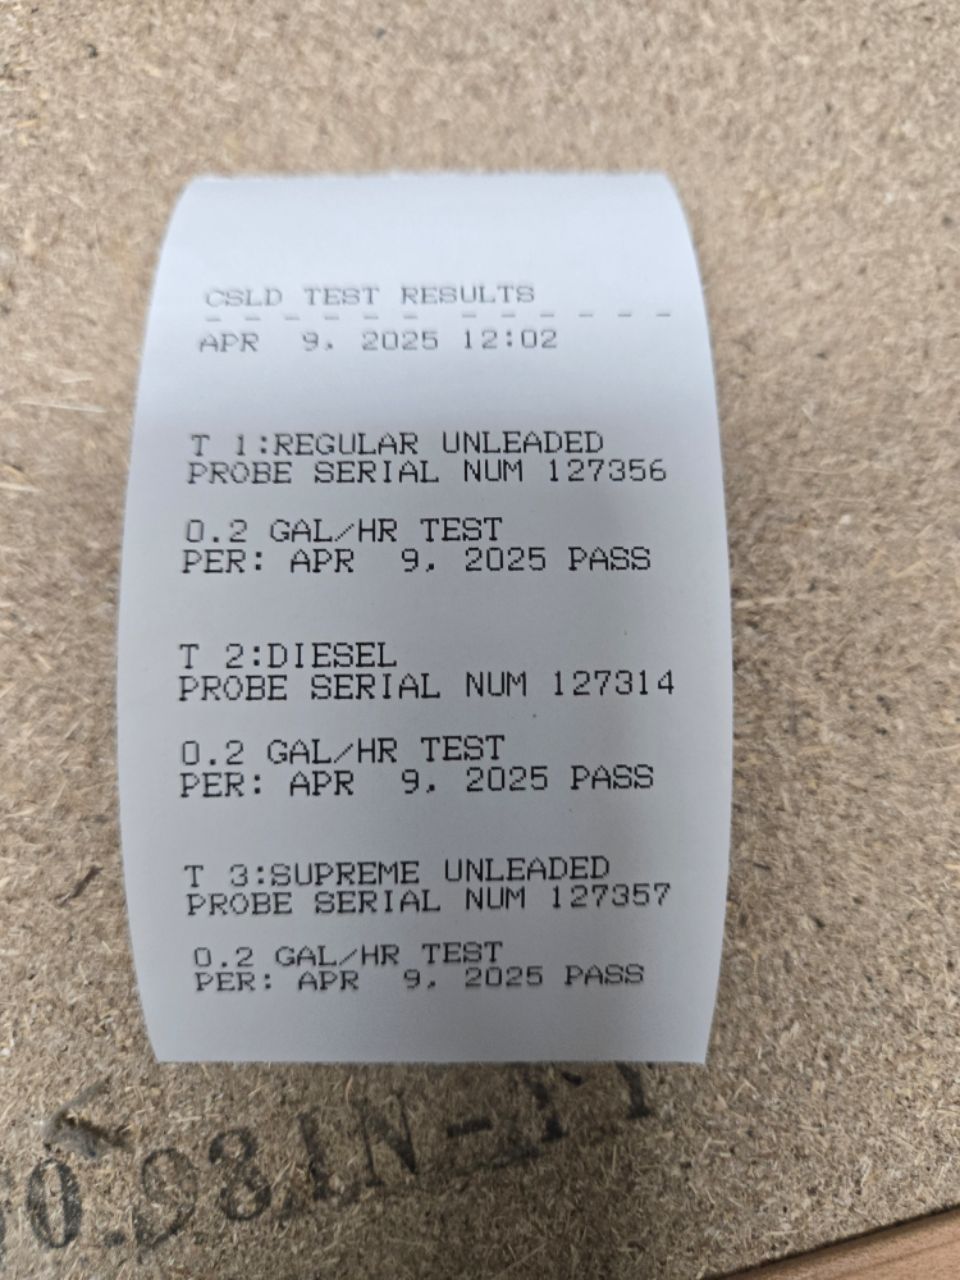 CSLD TEST RESULTS
- - - - - - - - - - - -
APR 9, 2025 12:02
T 1:REGULAR UNLEADED
PROBE SERIAL NUM 127356
0.2 GAL/HR TEST
PER: APR 9, 2025 PASS
T 2:DIESEL
PROBE SERIAL NUM 127314
0.2 GAL/HR TEST
PER: APR 9, 2025 PASS
T 3:SUPREME UNLEADED
PROBE SERIAL NUM 127357
0.2 GAL/HR TEST
PER: APR 9, 2025 PASS